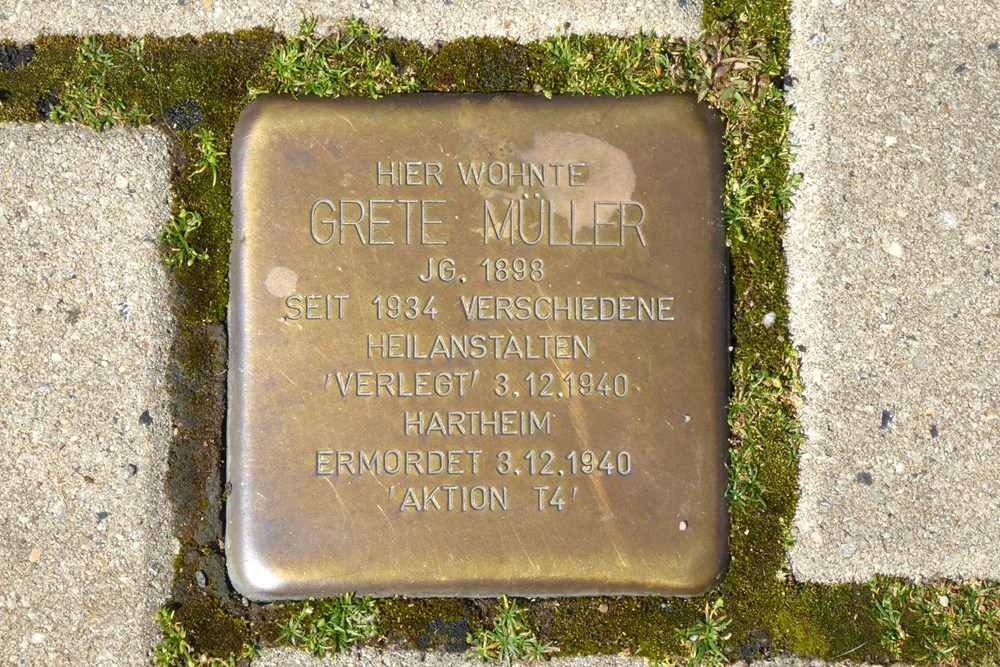 HIER WOHNTE
GRETE MÜLLER
JG. 1898
SEIT 1934 VERSCHIEDENE
HEILANSTALTEN
'VERLEGT' 3.12.1940
HARTHEIM
ERMORDET 3.12.1940
'AKTION T4'